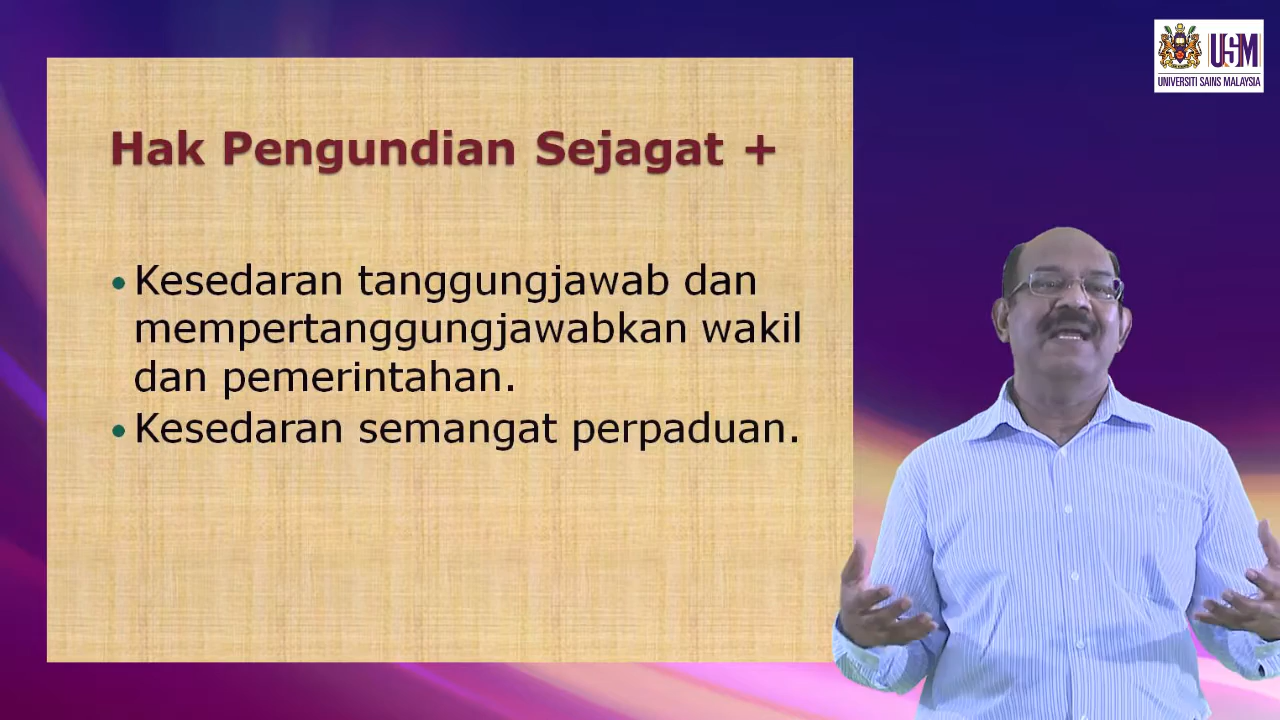 USM
UNIVERSITI SAINS MALAYSIA
Hak Pengundian Sejagat +
• Kesedaran tanggungjawab dan
mempertanggungjawabkan wakil
dan pemerintahan.
• Kesedaran semangat perpaduan.